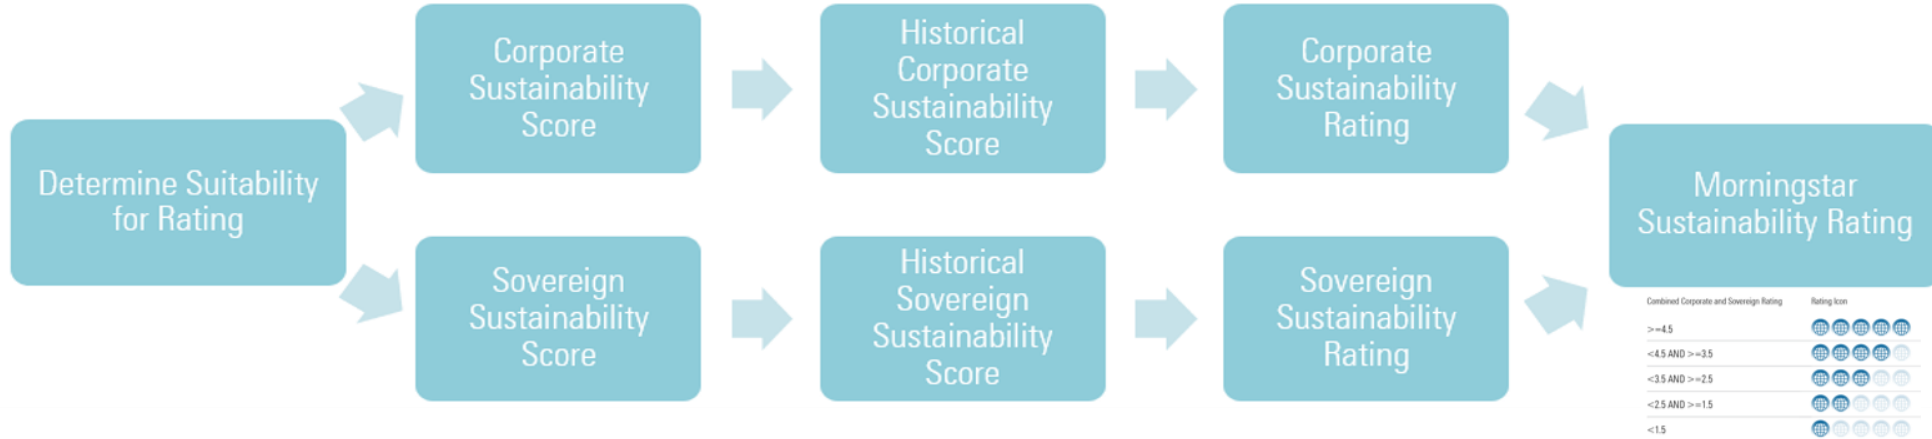 Determine Suitability
for Rating
Corporate
Sustainability
Score
Historical
Corporate
Sustainability
Score
Corporate
Sustainability
Rating
Sovereign
Sustainability
Score
Historical
Sovereign
Sustainability
Score
Sovereign
Sustainability
Rating
Morningstar
Sustainability Rating
Combined Corporate and Sovereign Rating Rating Icon
>=4.5
<4.5 AND >=3.5
<3.5 AND >=2.5
<2.5 AND >=1.5
<1.5